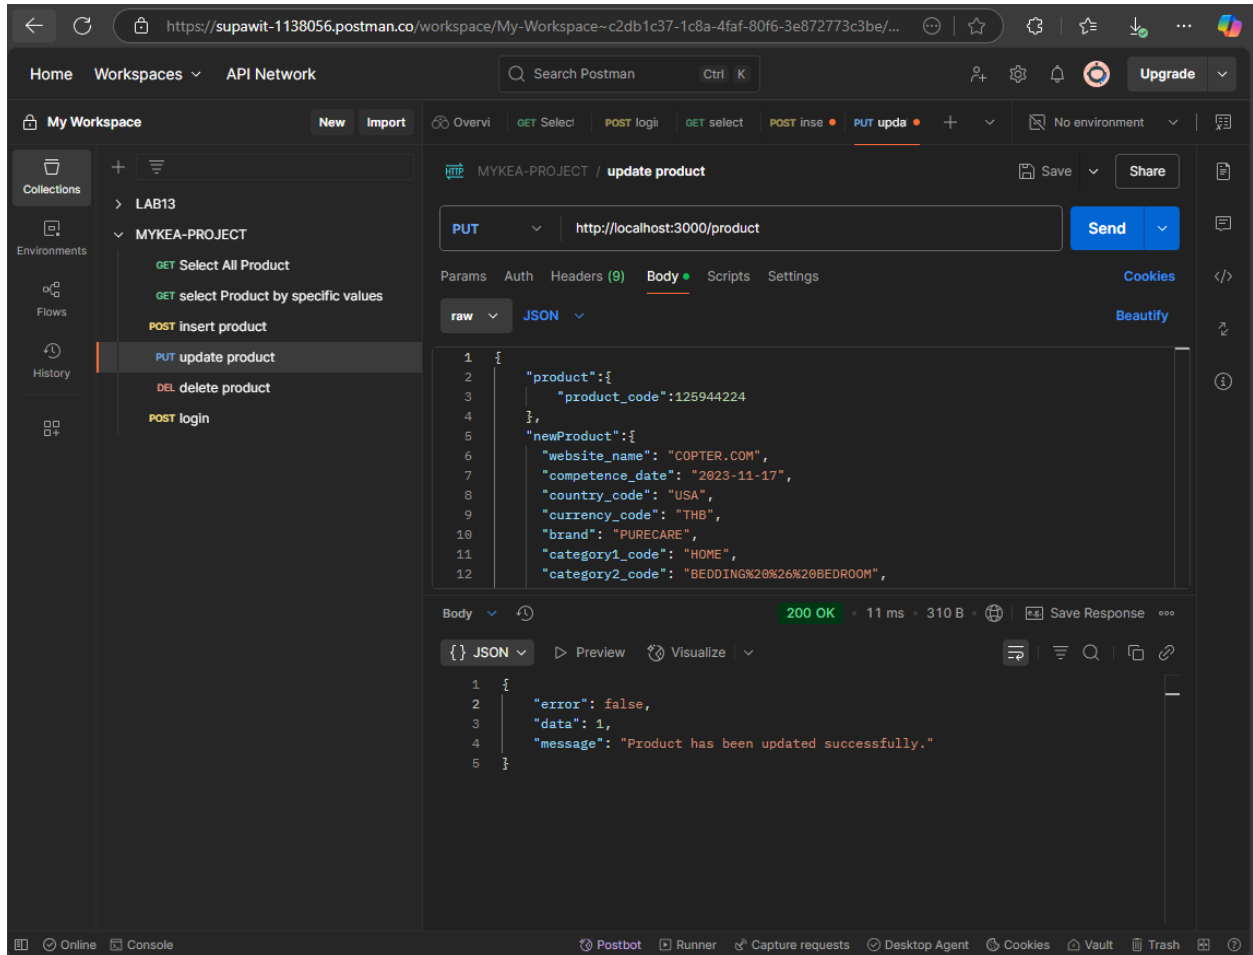 https://supawit-1138056.postman.co/workspace/My-Workspace~c2db1c37-1c8a-4faf-80f6-3e872773c3be/...
Home Workspaces API Network Search Postman Ctrl K Upgrade
My Workspace New Import Overvi GET Select POST logi GET select POST inse PUT upda No environment
Collections
Environments
Flows
History
LAB13
MYKEA-PROJECT
GET Select All Product
GET select Product by specific values
POST insert product
PUT update product
DEL delete product
POST login
HTTP MYKEA-PROJECT / update product Save Share
PUT http://localhost:3000/product Send
Params Auth Headers (9) Body Scripts Settings Cookies
raw JSON Beautify
1 {
2 "product":{
3 "product_code":125944224
4 },
5 "newProduct":{
6 "website_name": "COPTER.COM",
7 "competence_date": "2023-11-17",
8 "country_code": "USA",
9 "currency_code": "THB",
10 "brand": "PURECARE",
11 "category1_code": "HOME",
12 "category2_code": "BEDDING%20%26%20BEDROOM",
Body 200 OK 11 ms 310 B e.g. Save Response
{} JSON Preview Visualize
1 {
2 "error": false,
3 "data": 1,
4 "message": "Product has been updated successfully."
5 }
Online Console Postbot Runner Capture requests Desktop Agent Cookies Vault Trash